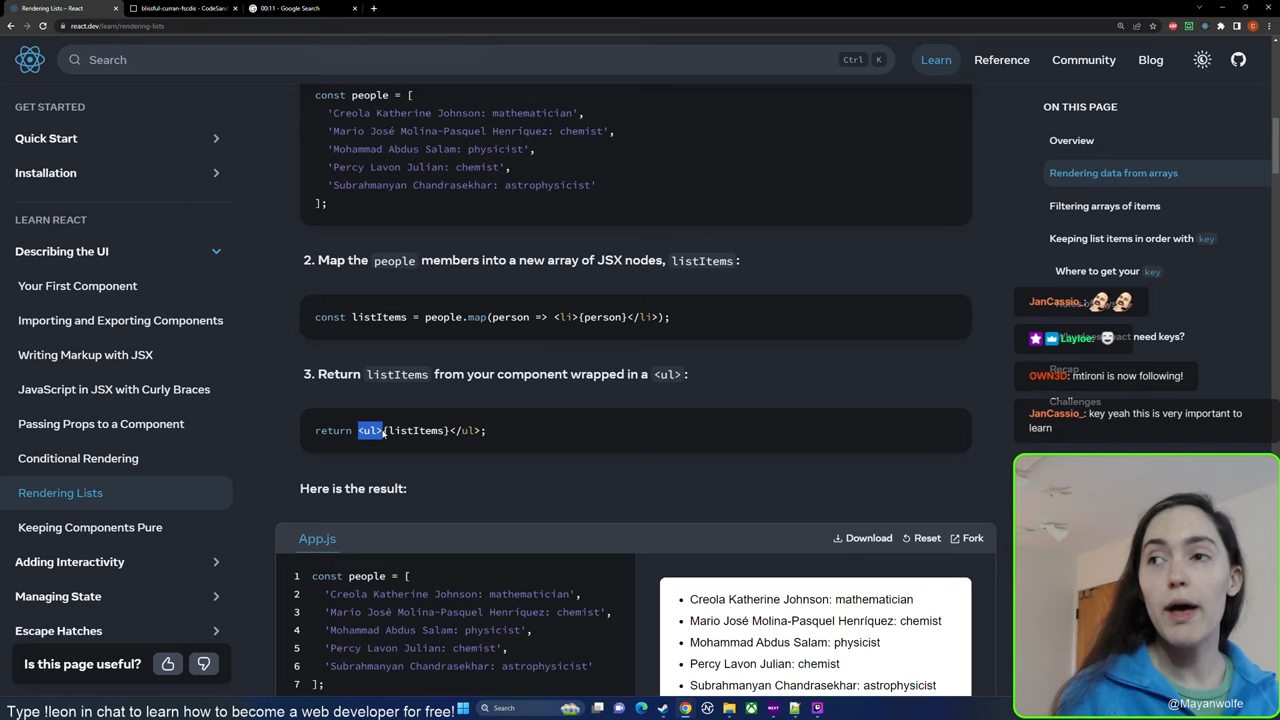 Rendering Lists – React
blissful-curran-fscdis - CodeSan
00:11 - Google Search
react.dev/learn/rendering-lists
Search
Ctrl K
Learn
Reference
Community
Blog
GET STARTED
Quick Start
Installation
LEARN REACT
Describing the UI
Your First Component
Importing and Exporting Components
Writing Markup with JSX
JavaScript in JSX with Curly Braces
Passing Props to a Component
Conditional Rendering
Rendering Lists
Keeping Components Pure
Adding Interactivity
Managing State
Escape Hatches
Is this page useful?
const people = [
'Creola Katherine Johnson: mathematician',
'Mario José Molina-Pasquel Henríquez: chemist',
'Mohammad Abdus Salam: physicist',
'Percy Lavon Julian: chemist',
'Subrahmanyan Chandrasekhar: astrophysicist'
];
2. Map the people members into a new array of JSX nodes, listItems:
const listItems = people.map(person => <li>{person}</li>);
3. Return listItems from your component wrapped in a <ul>:
return <ul>{listItems}</ul>;
Here is the result:
App.js
Download
Reset
Fork
1 const people = [
2 'Creola Katherine Johnson: mathematician',
3 'Mario José Molina-Pasquel Henríquez: chemist',
4 'Mohammad Abdus Salam: physicist',
5 'Percy Lavon Julian: chemist',
6 'Subrahmanyan Chandrasekhar: astrophysicist'
7 ];
• Creola Katherine Johnson: mathematician
• Mario José Molina-Pasquel Henríquez: chemist
• Mohammad Abdus Salam: physicist
• Percy Lavon Julian: chemist
• Subrahmanyan Chandrasekhar: astrophysicist
ON THIS PAGE
Overview
Rendering data from arrays
Filtering arrays of items
Keeping list items in order with key
Where to get your key
JanCassio_:
need keys?
Layloe:
Recap
OWN3D: mtironi is now following!
Challenges
JanCassio_: key yeah this is very important to
learn
@Mayanwolfe
Type !leon in chat to learn how to become a web developer for free!
Search